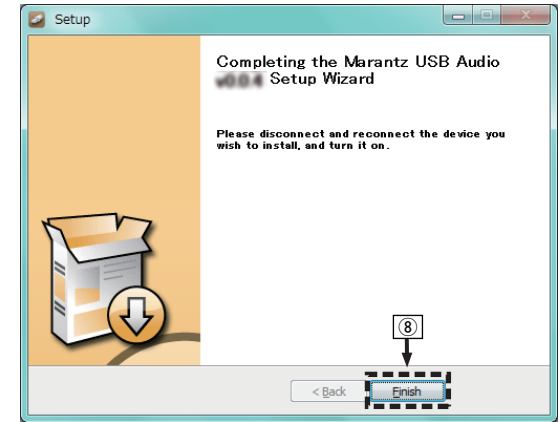 Setup
Completing the Marantz USB Audio
Setup Wizard
Please disconnect and reconnect the device you
wish to install, and turn it on.
⑧
< Back
Finish